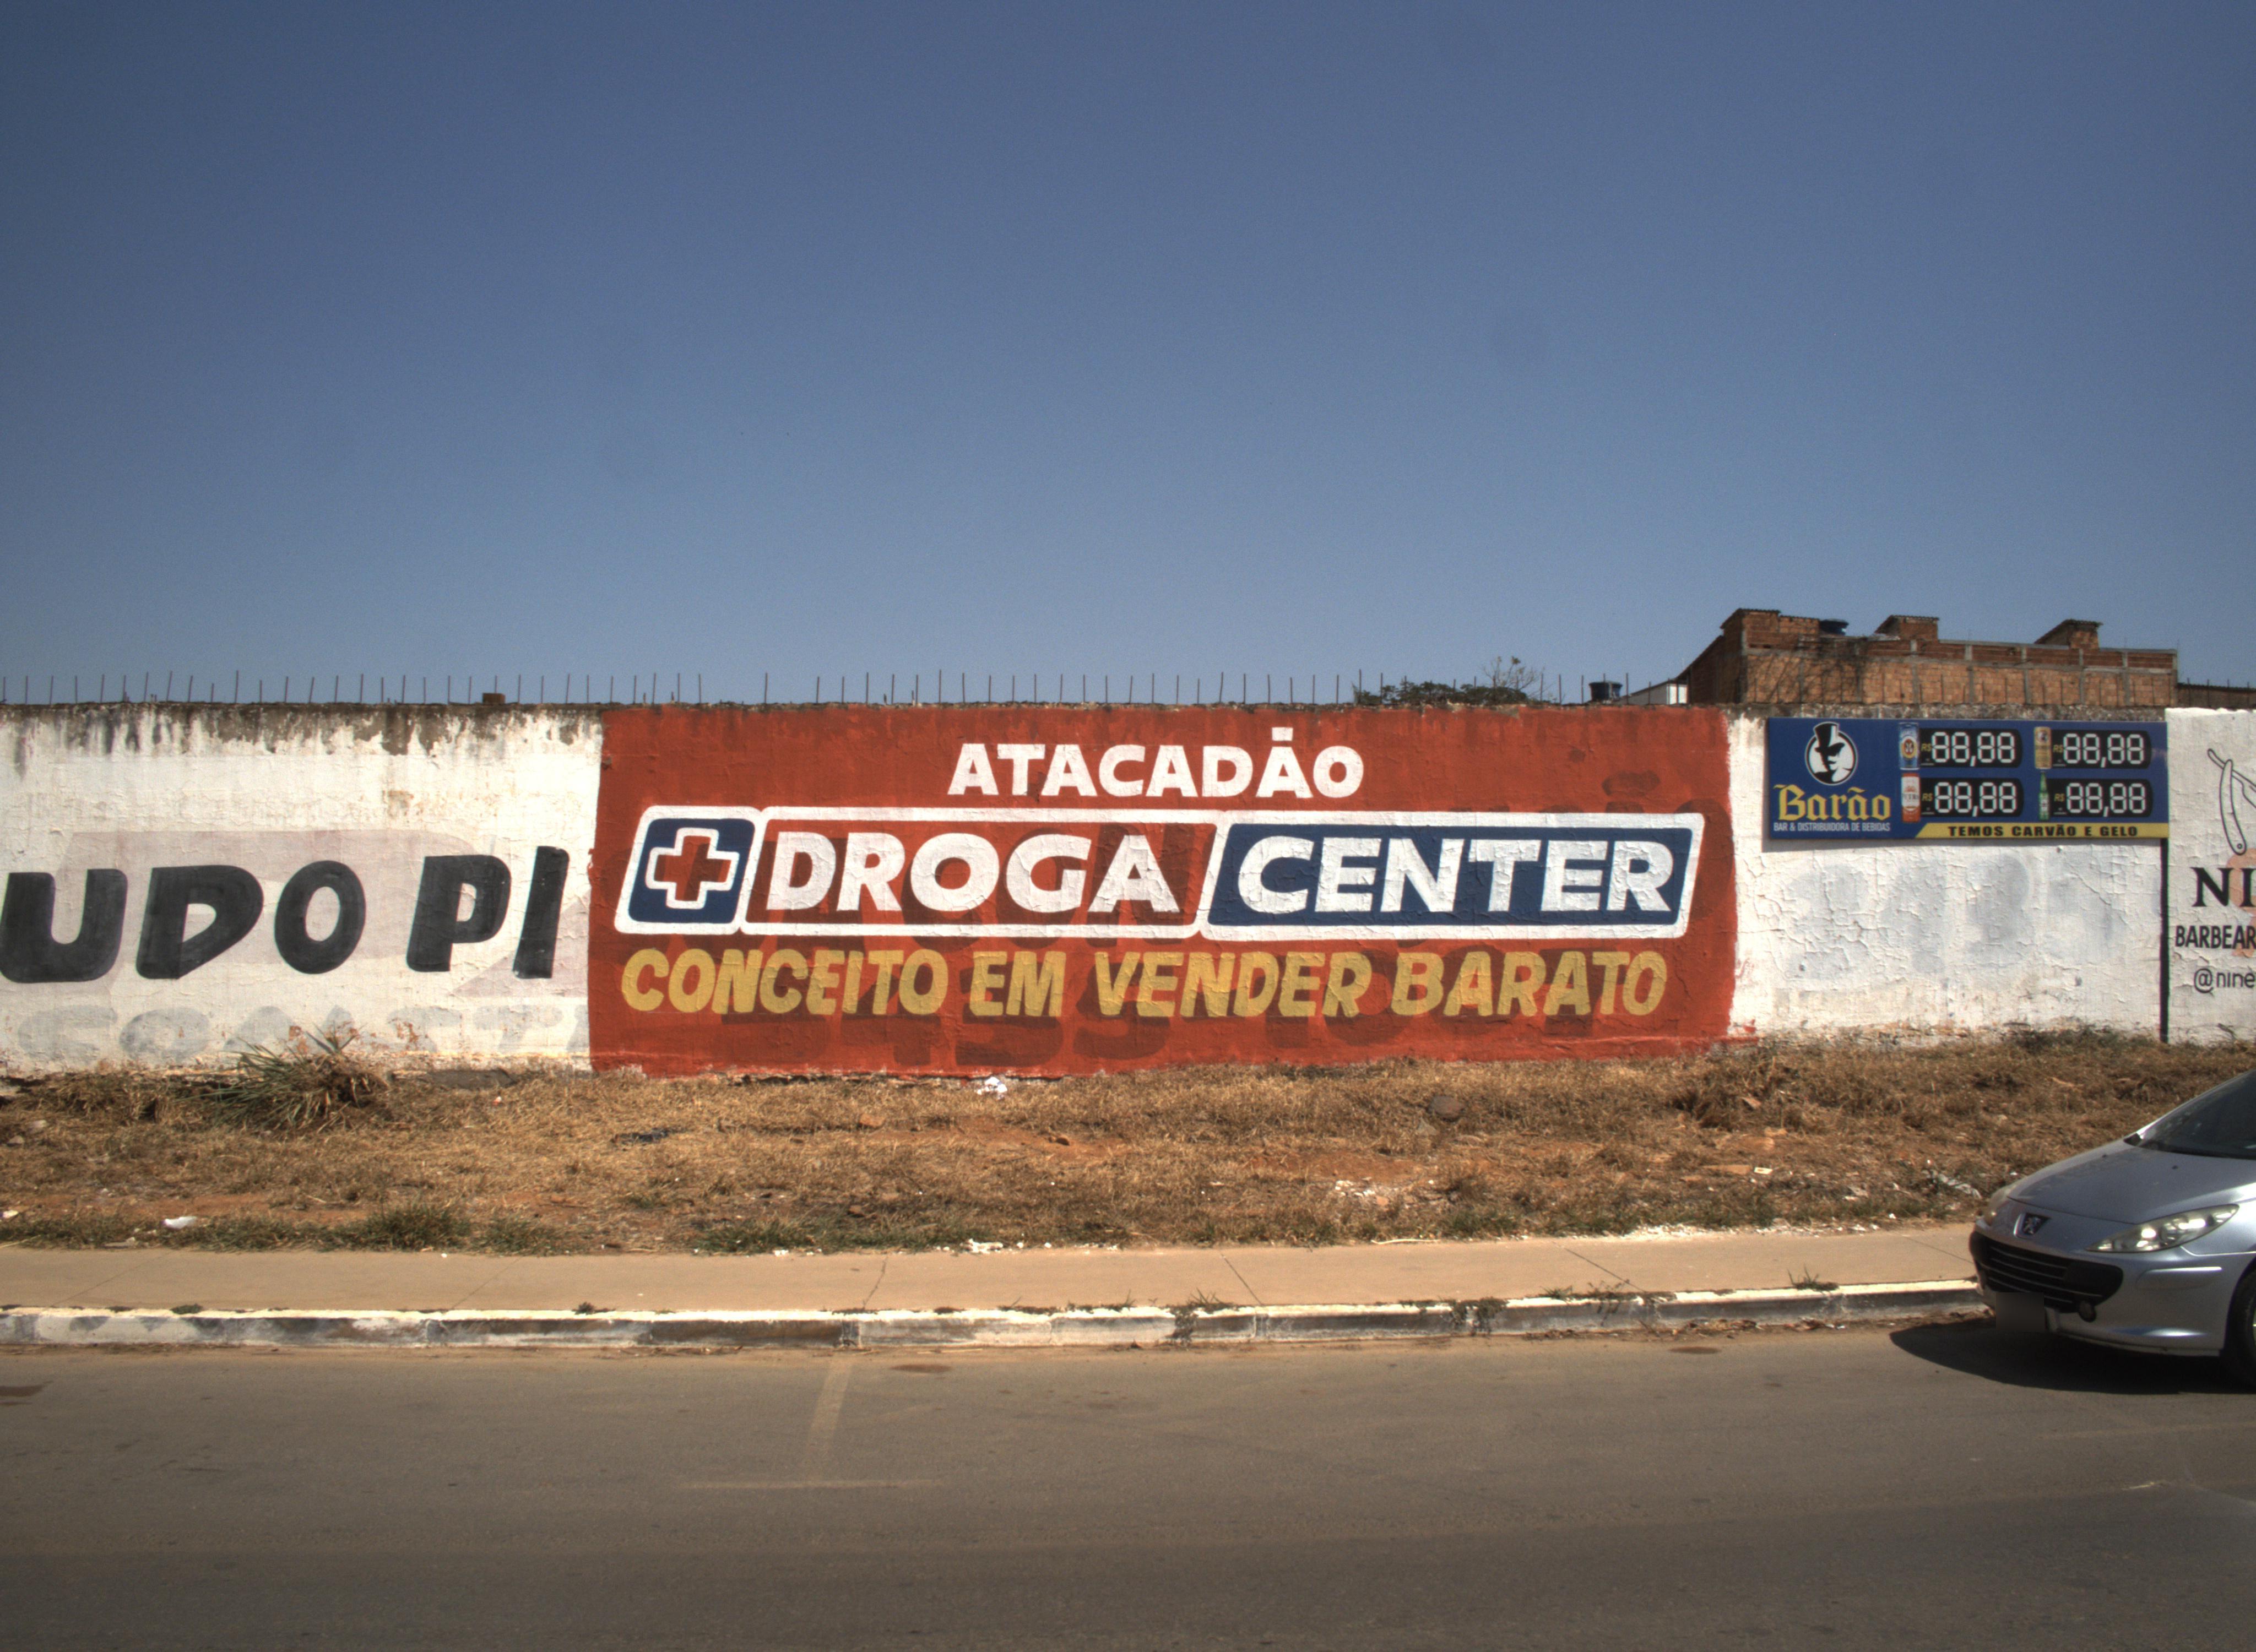 UDO PI
ATACADÃO
DROGA CENTER
CONCEITO EM VENDER BARATO
Barão
BAR & DISTRIBUIDORA DE BEBIDAS
R$ 88,88 R$ 88,88
R$ 88,88 R$ 88,88
TEMOS CARVÃO E GELO
NI
BARBEAR
@nine